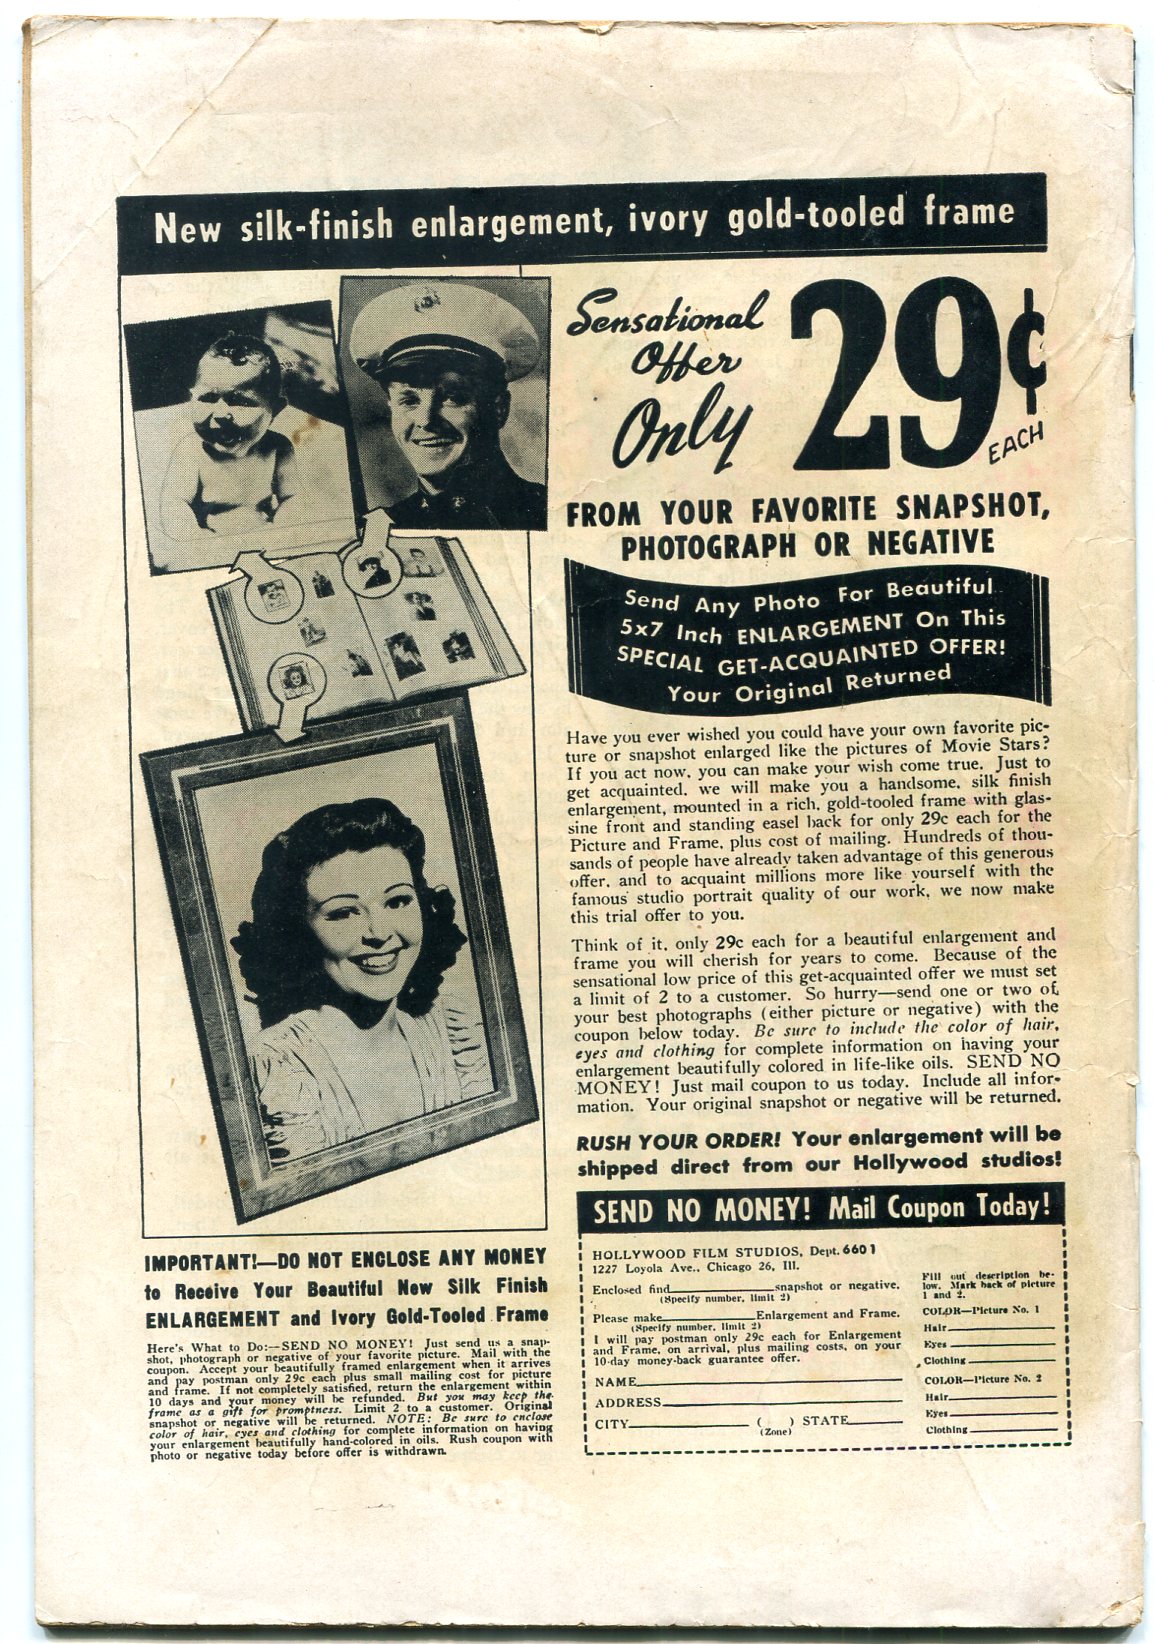 New silk-finish enlargement, ivory gold-tooled frame
Sensational
Offer
Only
29¢
EACH
FROM YOUR FAVORITE SNAPSHOT,
PHOTOGRAPH OR NEGATIVE
Send Any Photo For Beautiful
5x7 Inch ENLARGEMENT On This
SPECIAL GET-ACQUAINTED OFFER!
Your Original Returned
Have you ever wished you could have your own favorite pic-
ture or snapshot enlarged like the pictures of Movie Stars?
If you act now, you can make your wish come true. Just to
get acquainted, we will make you a handsome, silk finish
enlargement, mounted in a rich, gold-tooled frame with glas-
sine front and standing easel back for only 29c each for the
Picture and Frame, plus cost of mailing. Hundreds of thou-
sands of people have already taken advantage of this generous
offer, and to acquaint millions more like yourself with the
famous studio portrait quality of our work, we now make
this trial offer to you.
Think of it, only 29c each for a beautiful enlargement and
frame you will cherish for years to come. Because of the
sensational low price of this get-acquainted offer we must set
a limit of 2 to a customer. So hurry—send one or two of
your best photographs (either picture or negative) with the
coupon below today. Be sure to include the color of hair,
eyes and clothing for complete information on having your
enlargement beautifully colored in life-like oils. SEND NO
MONEY! Just mail coupon to us today. Include all infor-
mation. Your original snapshot or negative will be returned.
RUSH YOUR ORDER! Your enlargement will be
shipped direct from our Hollywood studios!
IMPORTANT!—DO NOT ENCLOSE ANY MONEY
to Receive Your Beautiful New Silk Finish
ENLARGEMENT and Ivory Gold-Tooled Frame
Here's What to Do:—SEND NO MONEY! Just send us a snap-
shot, photograph or negative of your favorite picture. Mail with the
coupon. Accept your beautifully framed enlargement when it arrives
and pay postman only 29c each plus small mailing cost for picture
and frame. If not completely satisfied, return the enlargement within
10 days and your money will be refunded. But you may keep the
frame as a gift for promptness. Limit 2 to a customer. Original
snapshot or negative will be returned. NOTE: Be sure to enclose
color of hair, eyes and clothing for complete information on having
your enlargement beautifully hand-colored in oils. Rush coupon with
photo or negative today before offer is withdrawn.
SEND NO MONEY! Mail Coupon Today!
HOLLYWOOD FILM STUDIOS, Dept. 6601
1227 Loyola Ave., Chicago 26, Ill.
Enclosed find ____ snapshot or negative.
(Specify number, limit 2)
Please make ____ Enlargement and Frame.
(Specify number, limit 2)
I will pay postman only 29c each for Enlargement
and Frame, on arrival, plus mailing costs, on your
10-day money-back guarantee offer.
NAME
ADDRESS
CITY ____ ( ) STATE
(Zone)
Fill out description be-
low. Mark back of picture
1 and 2.
COLOR—Picture No. 1
Hair
Eyes
Clothing
COLOR—Picture No. 2
Hair
Eyes
Clothing